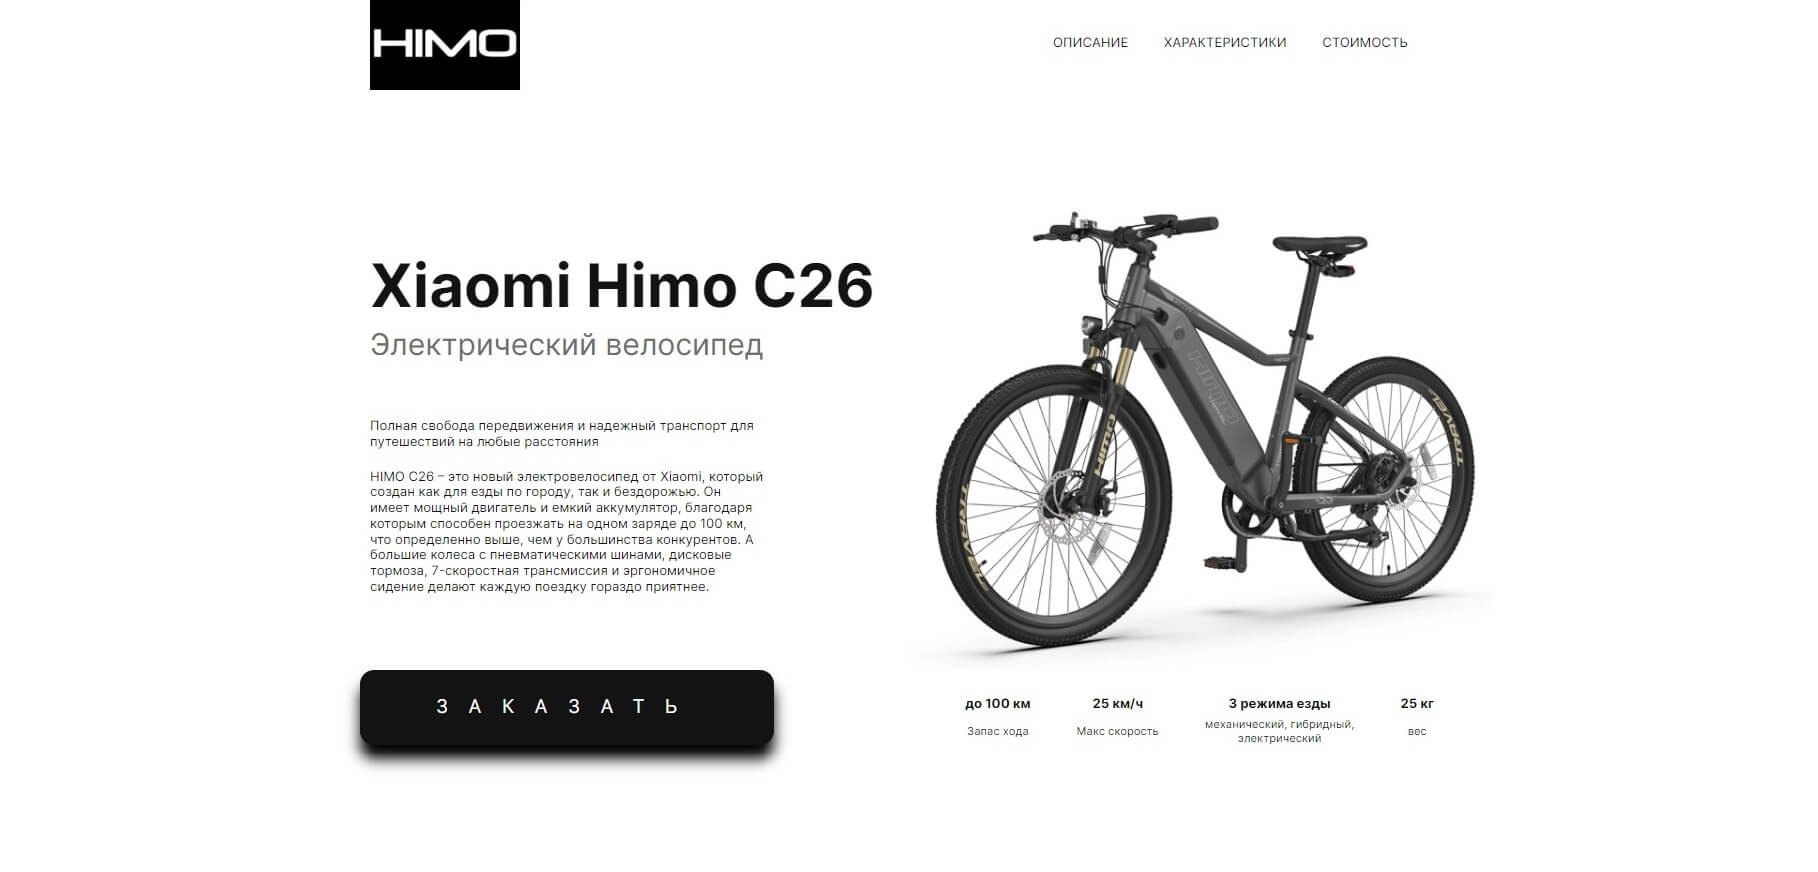 HIMO
ОПИСАНИЕ ХАРАКТЕРИСТИКИ СТОИМОСТЬ
Xiaomi Himo C26
Электрический велосипед
Полная свобода передвижения и надежный транспорт для
путешествий на любые расстояния
HIMO C26 – это новый электровелосипед от Xiaomi, который
создан как для езды по городу, так и бездорожью. Он
имеет мощный двигатель и емкий аккумулятор, благодаря
которым способен проезжать на одном заряде до 100 км,
что определенно выше, чем у большинства конкурентов. А
большие колеса с пневматическими шинами, дисковые
тормоза, 7-скоростная трансмиссия и эргономичное
сидение делают каждую поездку гораздо приятнее.
ЗАКАЗАТЬ
HIMO
HIMO
TTRAVEL
TTRAVEL
до 100 км 25 км/ч 3 режима езды 25 кг
Запас хода Макс скорость механический, гибридный, вес
электрический